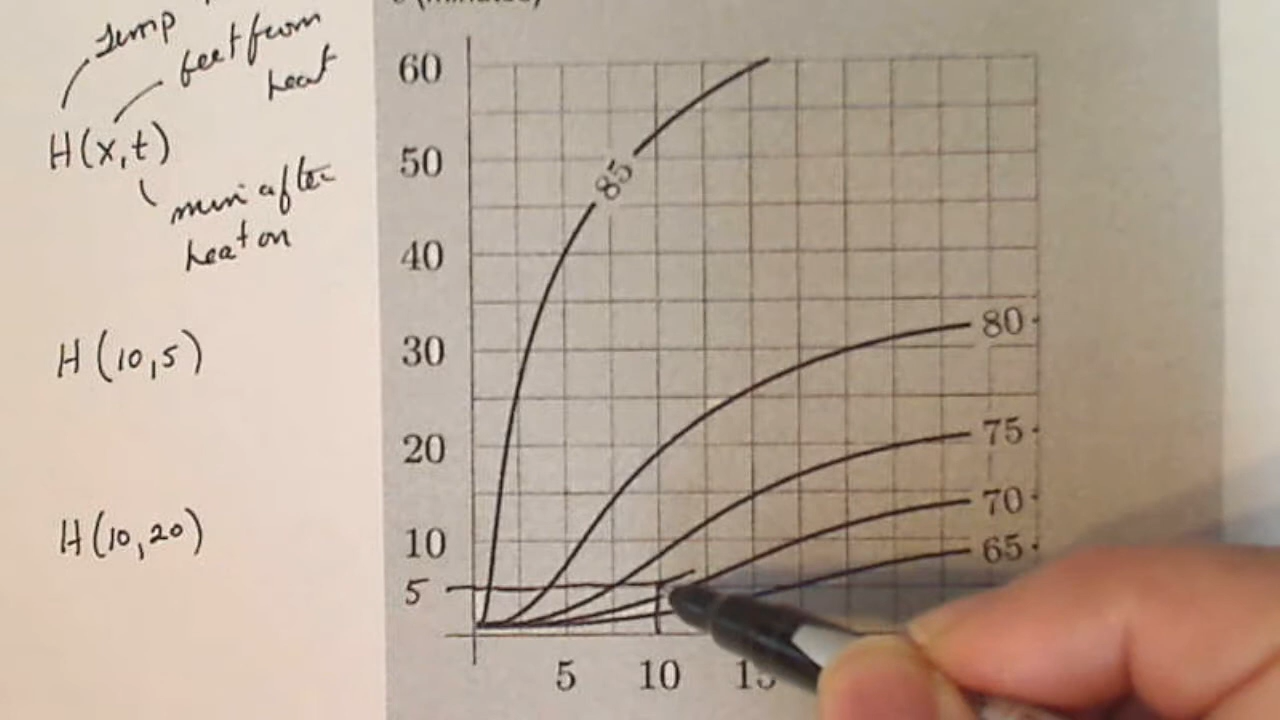 Temp
feet from
heat
H(x,t)
min after
heat on
H(10,5)
H(10,20)
60
50
40
30
20
10
5
85
80
75
70
65
5 10 15